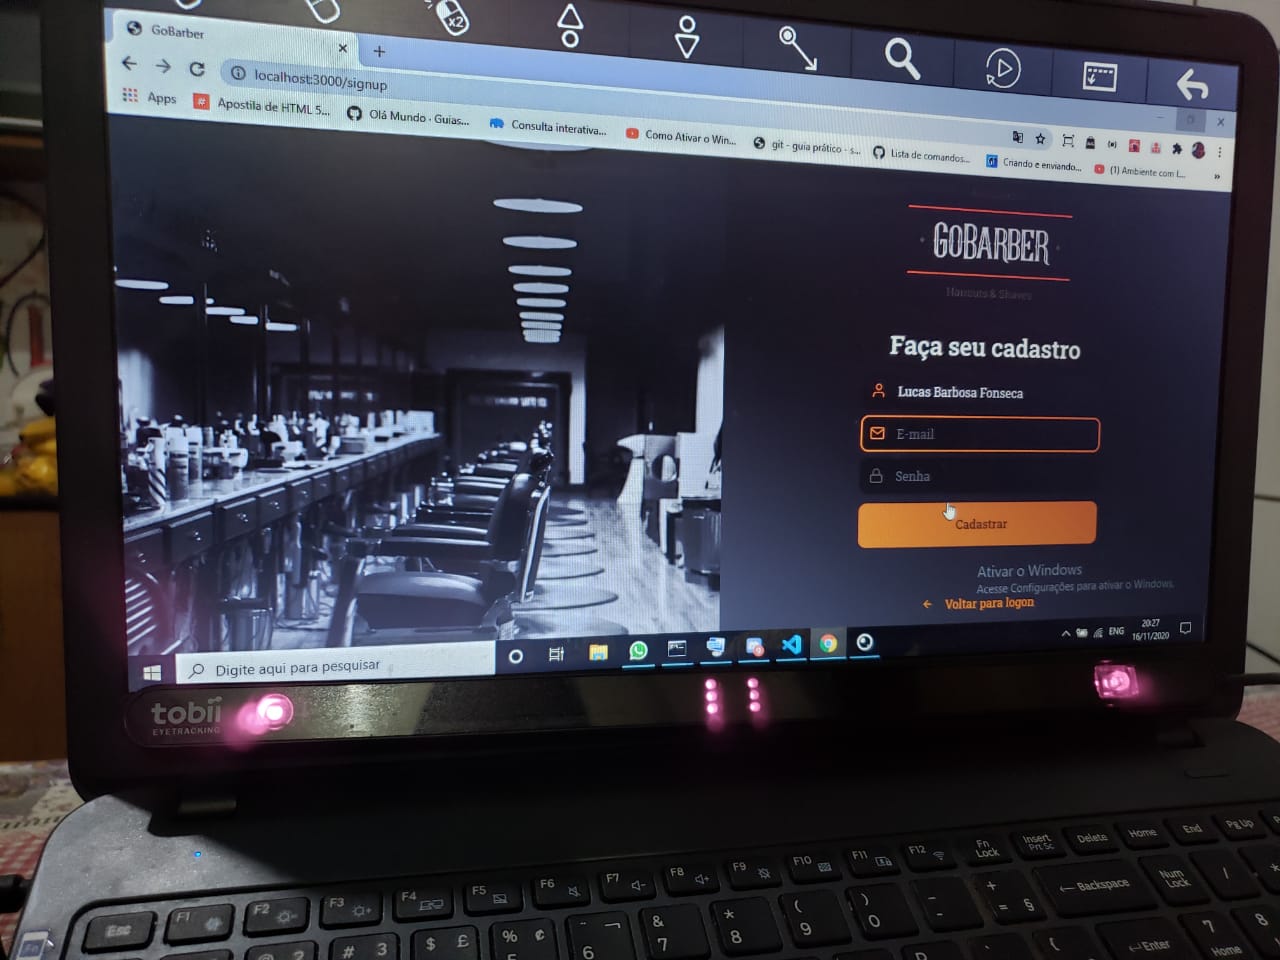 x2
GoBarber
localhost:3000/signup
Apps
Apostila de HTML 5...
Olá Mundo · Guias...
Consulta interativa...
Como Ativar o Win...
git - guia prático - s...
Lista de comandos...
Criando e enviando...
(1) Ambiente com I...
»
GOBARBER
Haircuts & Shaves
Faça seu cadastro
Lucas Barbosa Fonseca
E-mail
Senha
Cadastrar
Ativar o Windows
Acesse Configurações para ativar o Windows.
← Voltar para logon
Digite aqui para pesquisar
ENG
20:27
16/11/2020
tobii
EYETRACKING
Esc
F1
F2
F3
F4
F5
F6
F7
F8
F9
F10
F11
F12
Fn Lock
Insert
Prt Sc
Delete
Home
End
Pg Up
Fn
# 3
$ £
% ¢
6
& 7
* 8
( 9
) 0
- -
+ = §
← Backspace
Num Lock
/
←Enter
7
Home
8